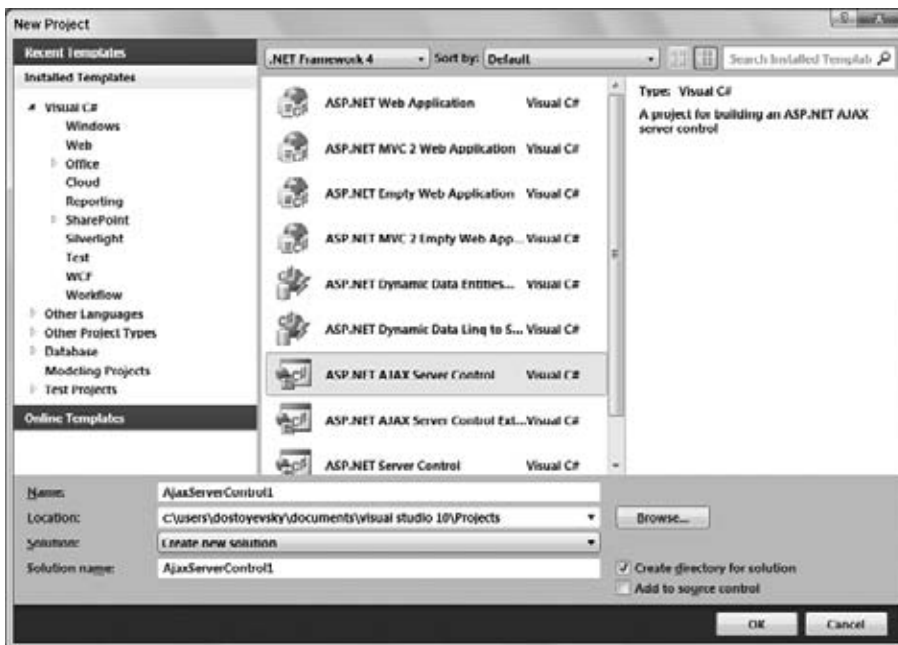 New Project
Recent Templates
.NET Framework 4
Sort by: Default
Search Installed Templab
Installed Templates
Visual C#
Windows
Web
Office
Cloud
Reporting
SharePoint
Silverlight
Test
WCF
Workflow
Other Languages
Other Project Types
Database
Modeling Projects
Test Projects
Online Templates
ASP.NET Web Application Visual C#
ASP.NET MVC 2 Web Application Visual C#
ASP.NET Empty Web Application Visual C#
ASP.NET MVC 2 Empty Web App... Visual C#
ASP.NET Dynamic Data Entities... Visual C#
ASP.NET Dynamic Data Linq to S... Visual C#
ASP.NET AJAX Server Control Visual C#
ASP.NET AJAX Server Control Ext... Visual C#
ASP.NET Server Control Visual C#
Type: Visual C#
A project for building an ASP.NET AJAX
server control
Name: AjaxServerControl1
Location: c:\users\dostoyevsky\documents\visual studio 10\Projects Browse...
Solution: Create new solution
Solution name: AjaxServerControl1
Create directory for solution
Add to source control
OK Cancel